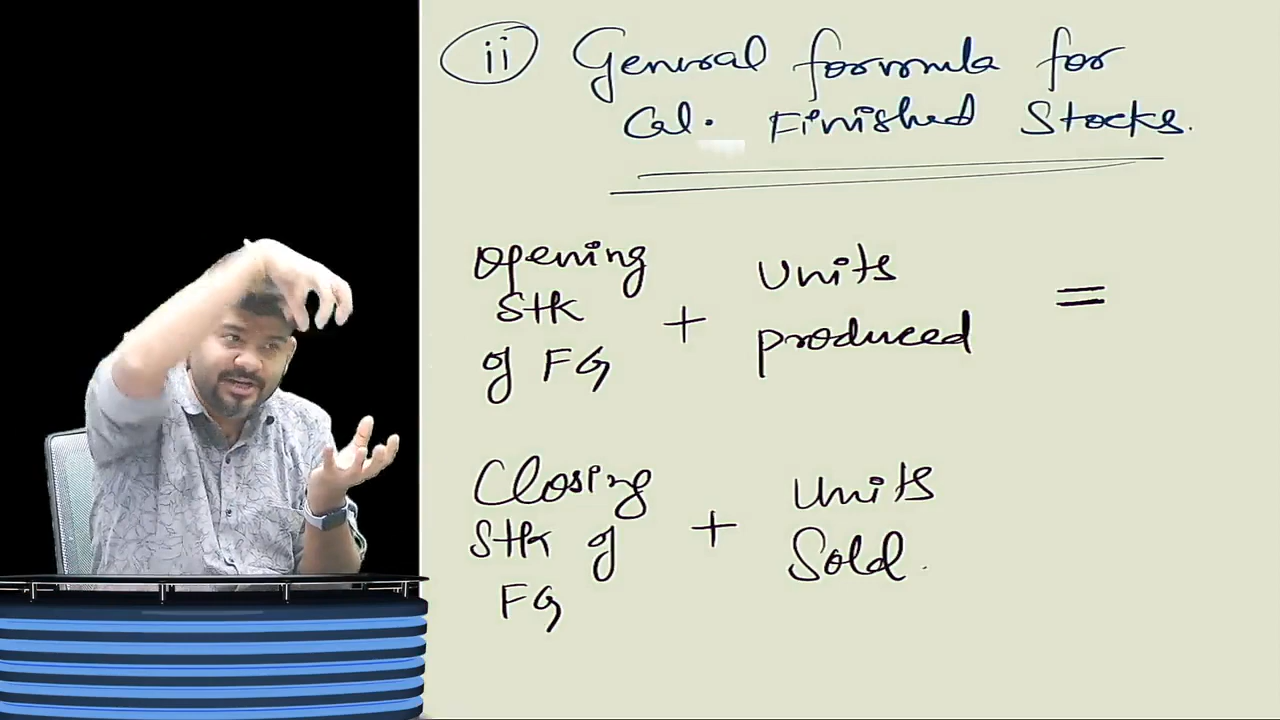 ii General formula for
Cal. Finished Stocks.
Opening
Stk
of FG
+
Units
produced
=
Closing
Stk of
FG
+
Units
Sold.